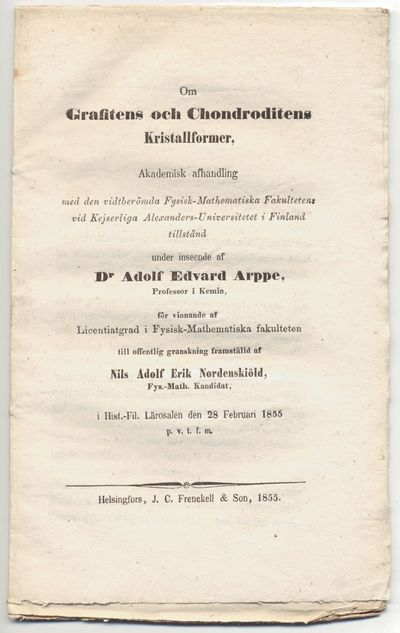 Om
Grafitens och Chondroditens
Kristallformer,
Akademisk afhandling
med den vidtberömda Fysisk-Mathematiska Fakultetens
vid Kejserliga Alexanders-Universitetet i Finland
tillstånd
under inseende af
Dr Adolf Edvard Arppe,
Professor i Kemin,
för vinnande af
Licentiatgrad i Fysisk-Mathematiska fakulteten
till offentlig granskning framställd af
Nils Adolf Erik Nordenskiöld,
Fys.-Math. Kandidat,
i Hist.-Fil. Lärosalen den 28 Februari 1855
p. v. t. f. m.
Helsingfors, J. C. Frenckell & Son, 1855.